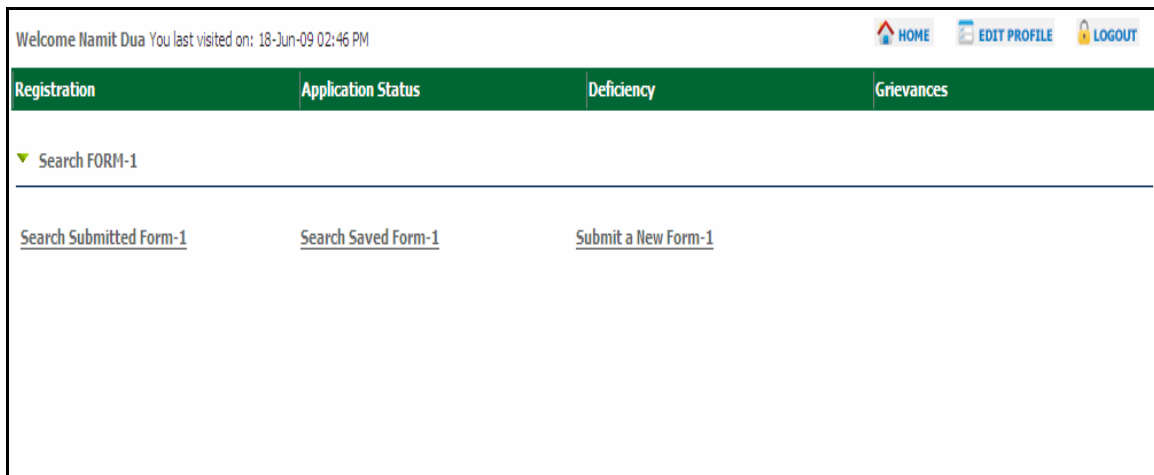 Welcome Namit Dua You last visited on: 18-Jun-09 02:46 PM HOME EDIT PROFILE LOGOUT
Registration Application Status Deficiency Grievances
Search FORM-1
Search Submitted Form-1 Search Saved Form-1 Submit a New Form-1